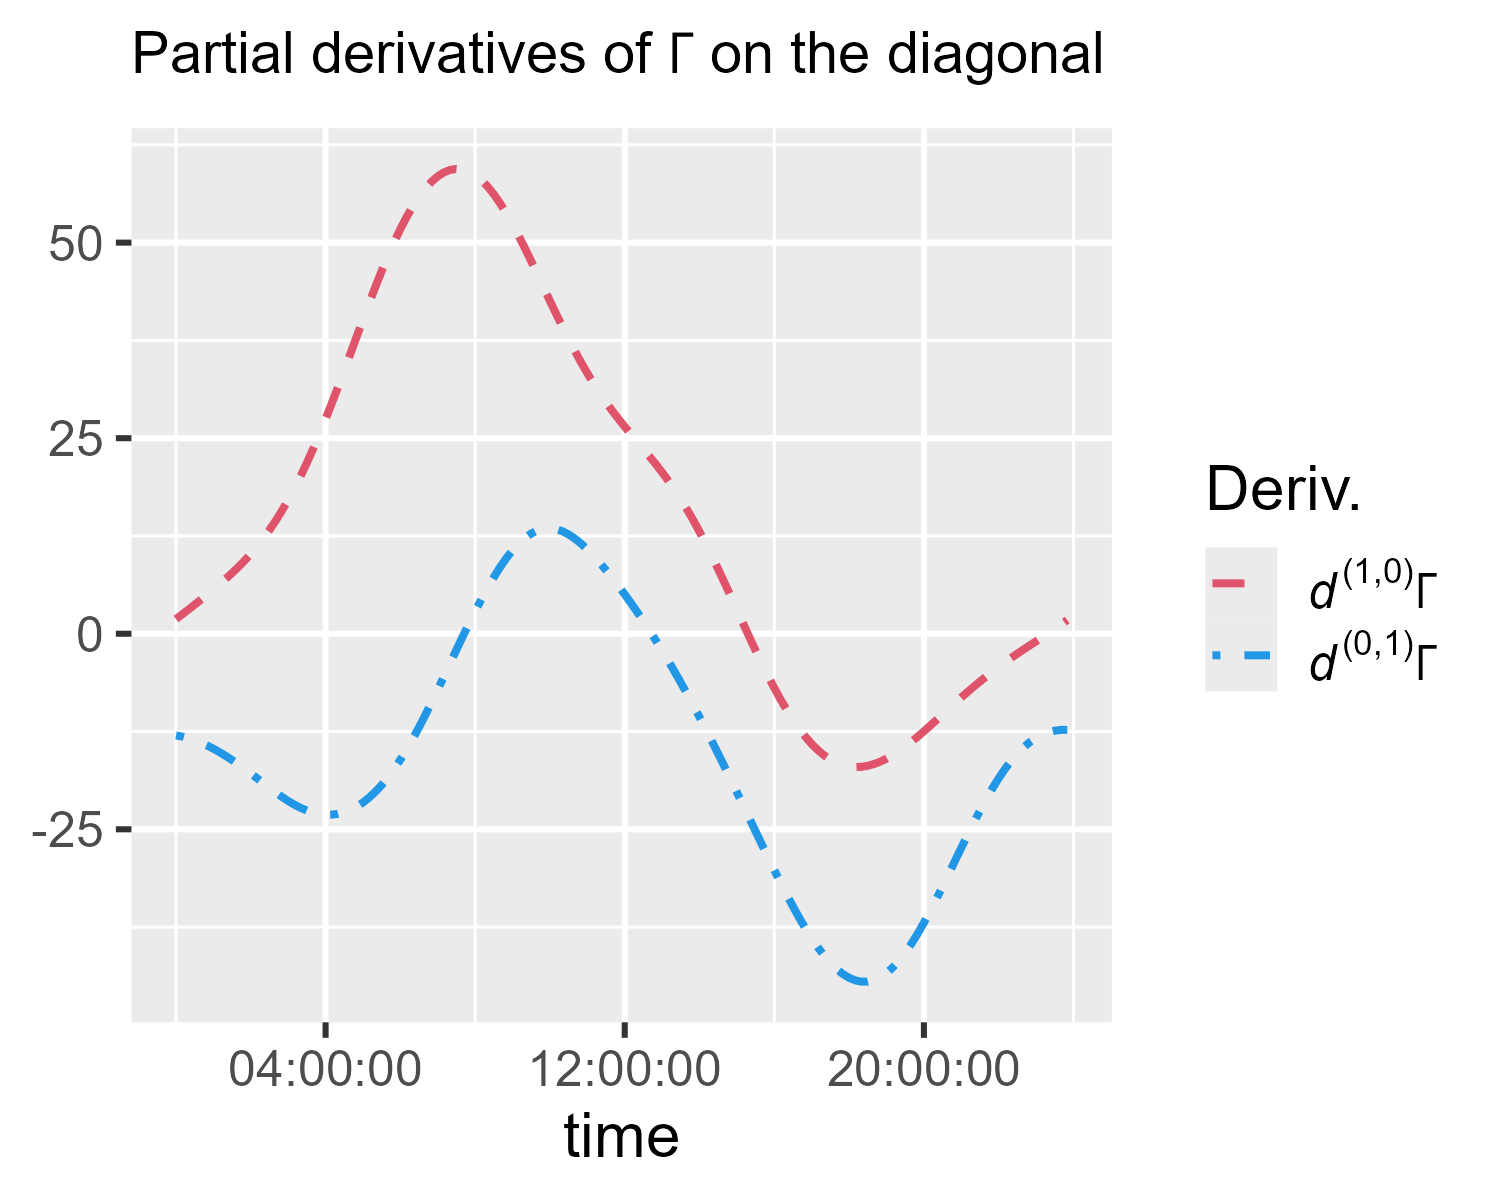 Partial derivatives of Γ on the diagonal
50
25
0
-25
04:00:00 12:00:00 20:00:00
time
Deriv.
d(1,0)Γ
d(0,1)Γ